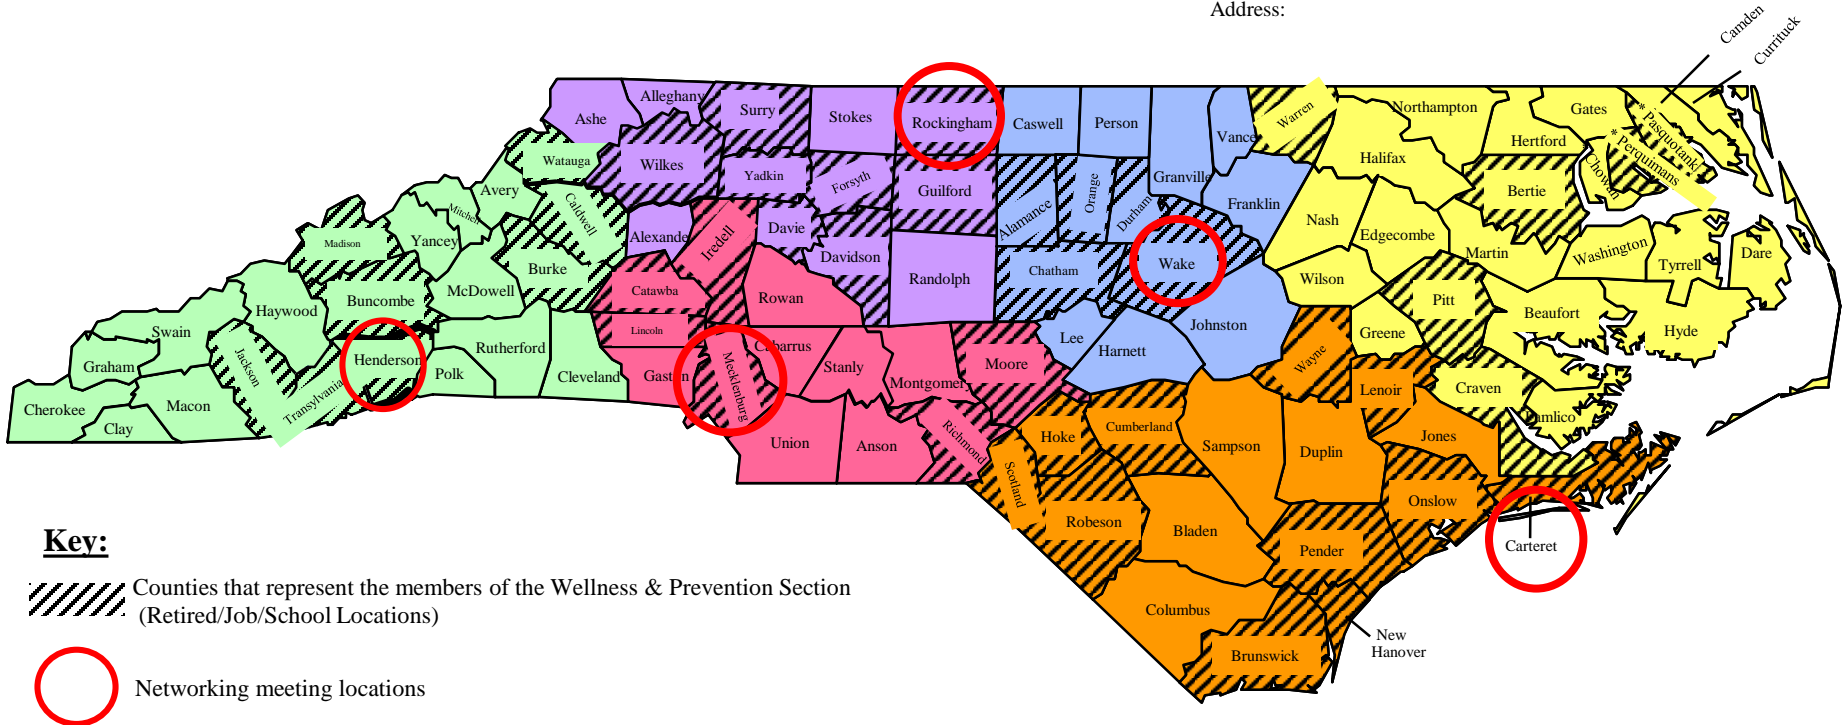 Address:
Camden
Currituck
Alleghany
Ashe
Surry
Stokes
Rockingham
Caswell
Person
Vance
Warren
Northampton
Gates
* Pasquotank
* Perquimans
Chowan
Hertford
Halifax
Bertie
Watauga
Wilkes
Yadkin
Forsyth
Guilford
Alamance
Orange
Durham
Granville
Franklin
Nash
Edgecombe
Martin
Washington
Tyrrell
Dare
Avery
Mitchel
Caldwell
Madison
Yancey
Alexande
Iredell
Davie
Davidson
Randolph
Chatham
Wake
Wilson
Pitt
Beaufort
Hyde
Burke
McDowell
Buncombe
Haywood
Catawba
Rowan
Lincoln
Swain
Graham
Jackson
Henderson
Rutherford
Polk
Cleveland
Gaston
Mecklenburg
Cabarrus
Stanly
Montgomery
Moore
Lee
Harnett
Johnston
Greene
Wayne
Lenoir
Craven
Pamlico
Cherokee
Macon
Clay
Transylvania
Union
Anson
Richmond
Hoke
Cumberland
Sampson
Duplin
Jones
Scotland
Robeson
Bladen
Pender
Onslow
Carteret
Columbus
Brunswick
New
Hanover
Key:
Counties that represent the members of the Wellness & Prevention Section
(Retired/Job/School Locations)
Networking meeting locations